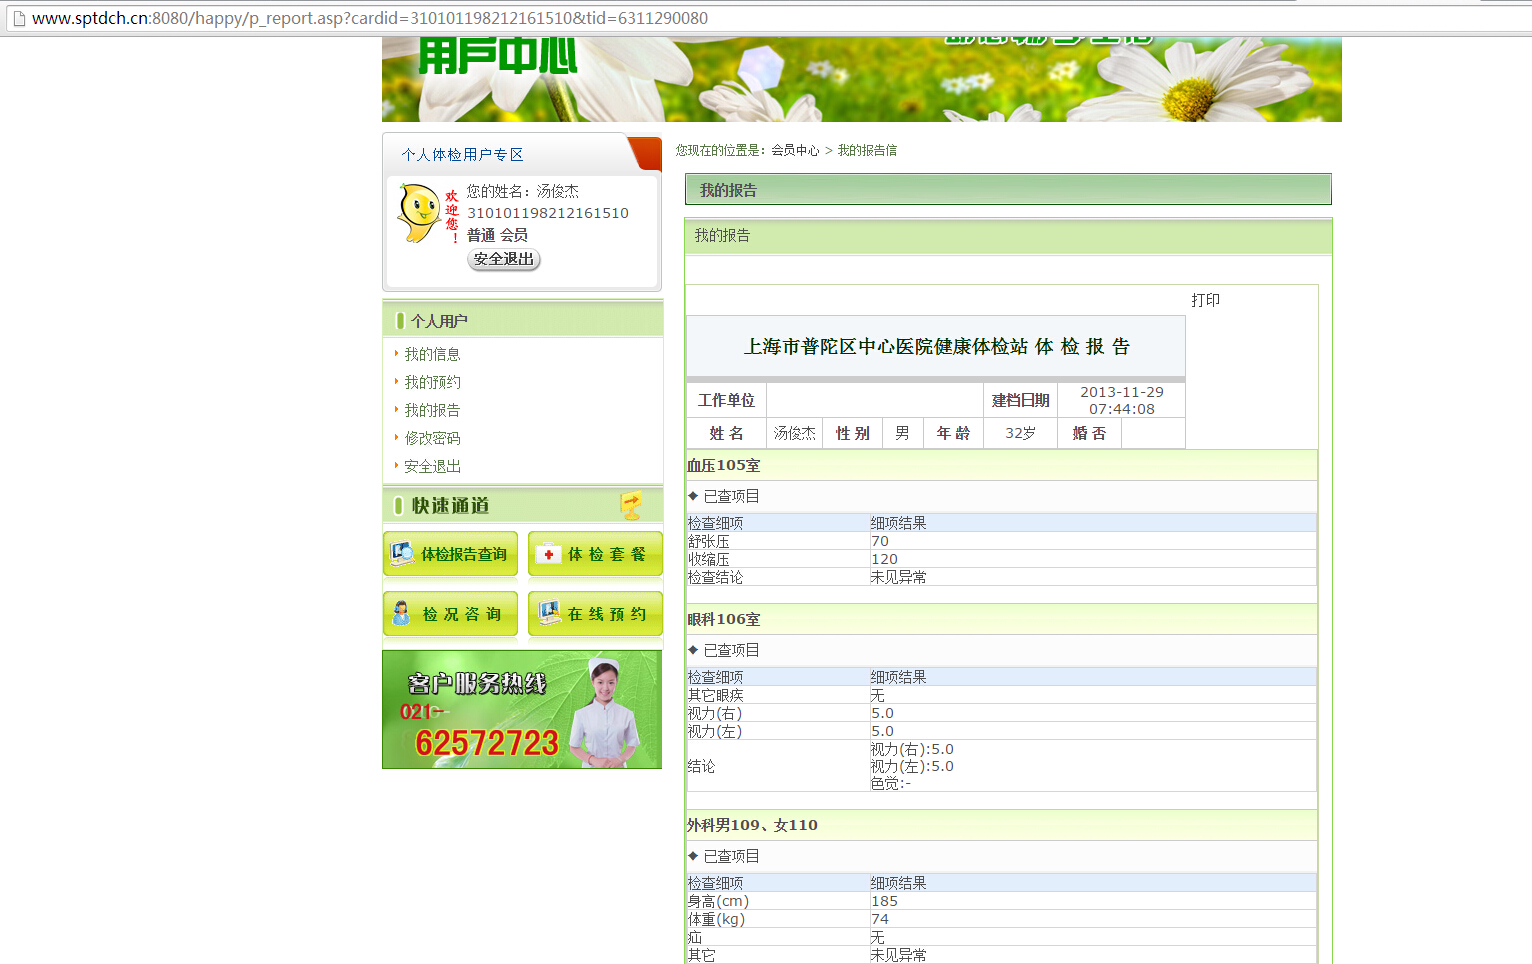 www.sptdch.cn:8080/happy/p_report.asp?cardid=310101198212161510&tid=6311290080
用户中心
个人体检用户专区
欢迎您!
您的姓名：汤俊杰
310101198212161510
普通 会员
安全退出
个人用户
我的信息
我的预约
我的报告
修改密码
安全退出
快速通道
体检报告查询
体 检 套 餐
检 况 咨 询
在 线 预 约
客户服务热线
021-
62572723
您现在的位置是：会员中心 > 我的报告信
我的报告
我的报告
打印
上海市普陀区中心医院健康体检站 体 检 报 告
工作单位 建档日期 2013-11-29
07:44:08
姓 名 汤俊杰 性 别 男 年 龄 32岁 婚 否
血压105室
◆ 已查项目
检查细项 细项结果
舒张压 70
收缩压 120
检查结论 未见异常
眼科106室
◆ 已查项目
检查细项 细项结果
其它眼疾 无
视力(右) 5.0
视力(左) 5.0
结论 视力(右):5.0
视力(左):5.0
色觉:-
外科男109、女110
◆ 已查项目
检查细项 细项结果
身高(cm) 185
体重(kg) 74
疝 无
其它 未见异常